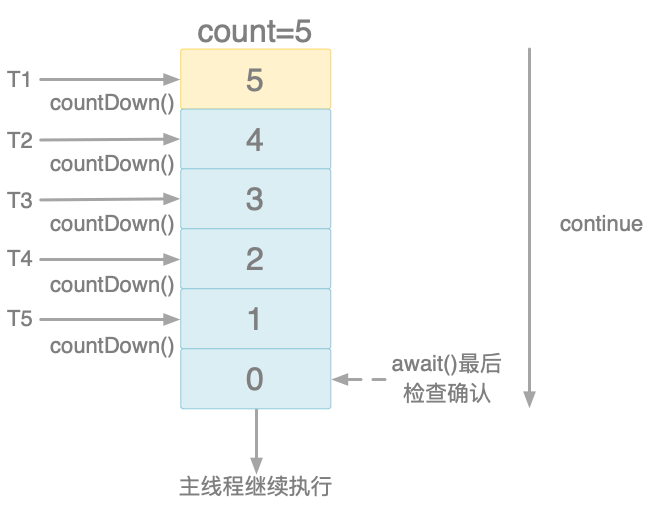 count=5
T1
5
countDown()
T2
4
countDown()
T3
3
countDown()
continue
T4
2
countDown()
T5
1
countDown()
0
await()最后
检查确认
主线程继续执行